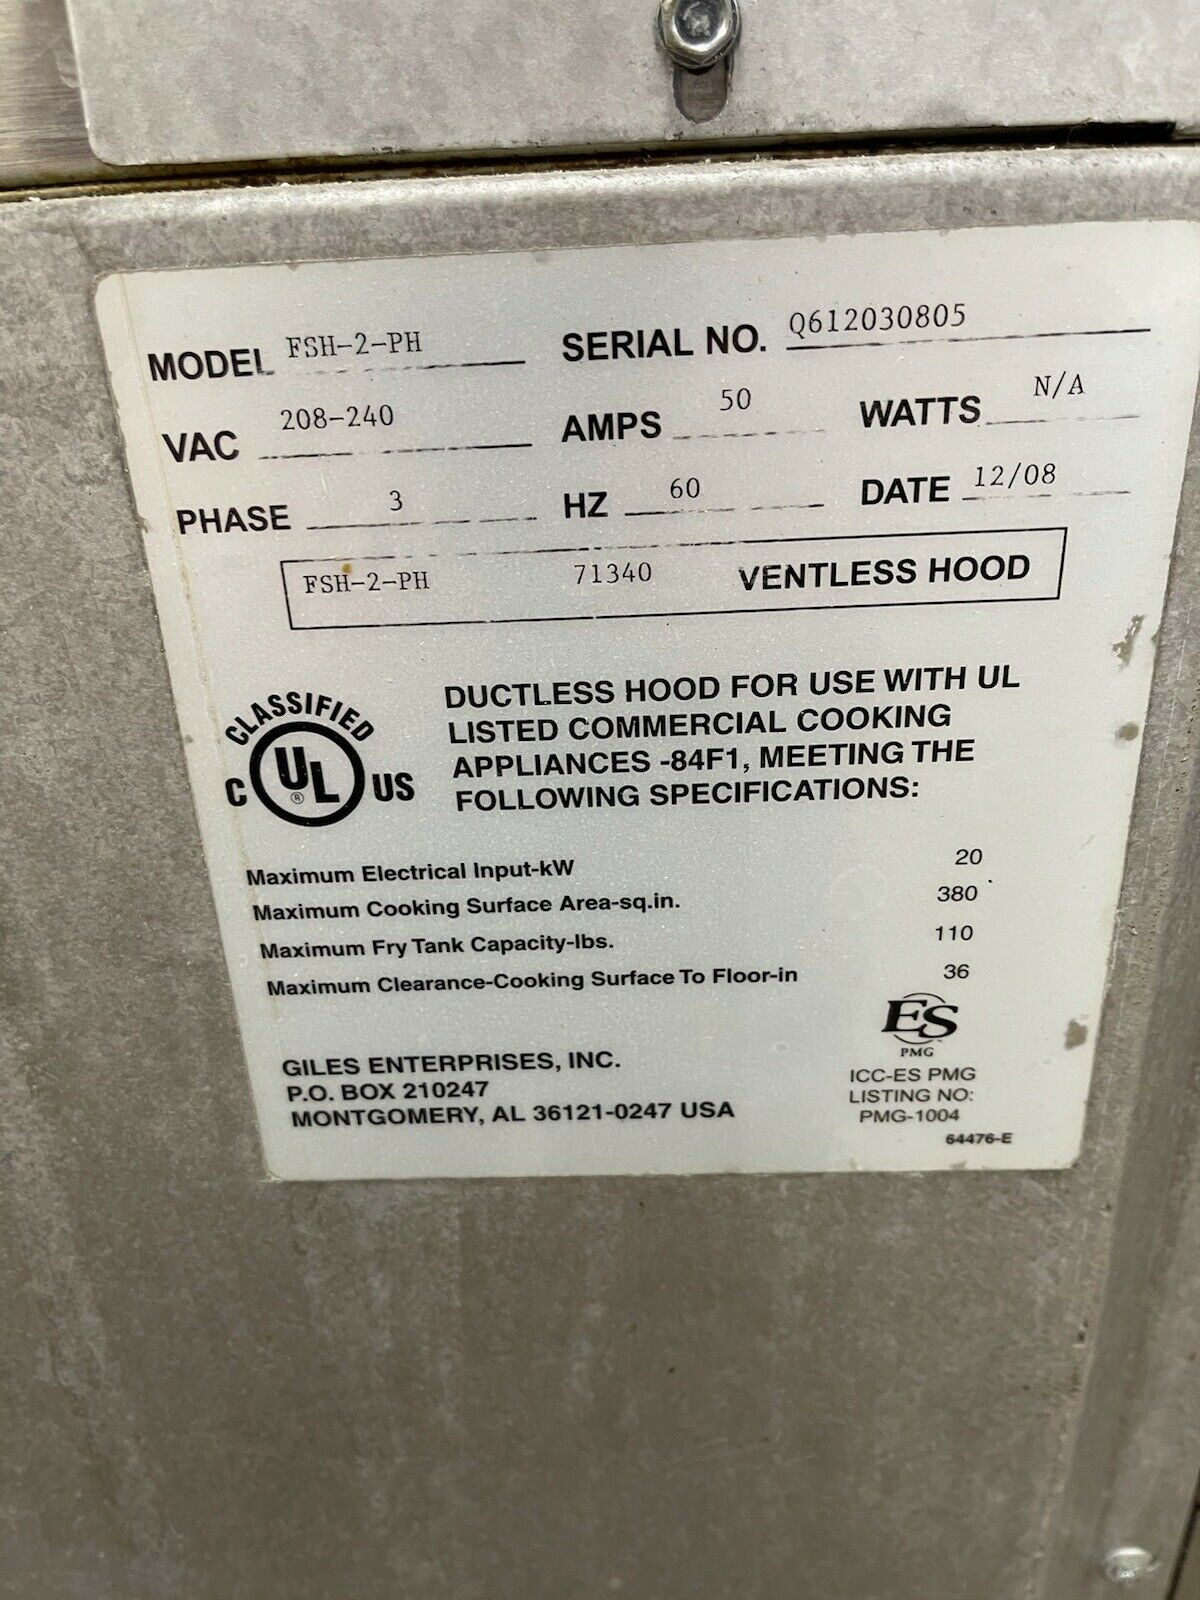 MODEL FSH-2-PH SERIAL NO. Q612030805
VAC 208-240 AMPS 50 WATTS N/A
PHASE 3 HZ 60 DATE 12/08
FSH-2-PH 71340 VENTLESS HOOD
CLASSIFIED
C UL ® US
DUCTLESS HOOD FOR USE WITH UL
LISTED COMMERCIAL COOKING
APPLIANCES -84F1, MEETING THE
FOLLOWING SPECIFICATIONS:
Maximum Electrical Input-kW 20
Maximum Cooking Surface Area-sq.in. 380
Maximum Fry Tank Capacity-lbs. 110
Maximum Clearance-Cooking Surface To Floor-in 36
GILES ENTERPRISES, INC.
P.O. BOX 210247
MONTGOMERY, AL 36121-0247 USA
ES
PMG
ICC-ES PMG
LISTING NO:
PMG-1004
64476-E